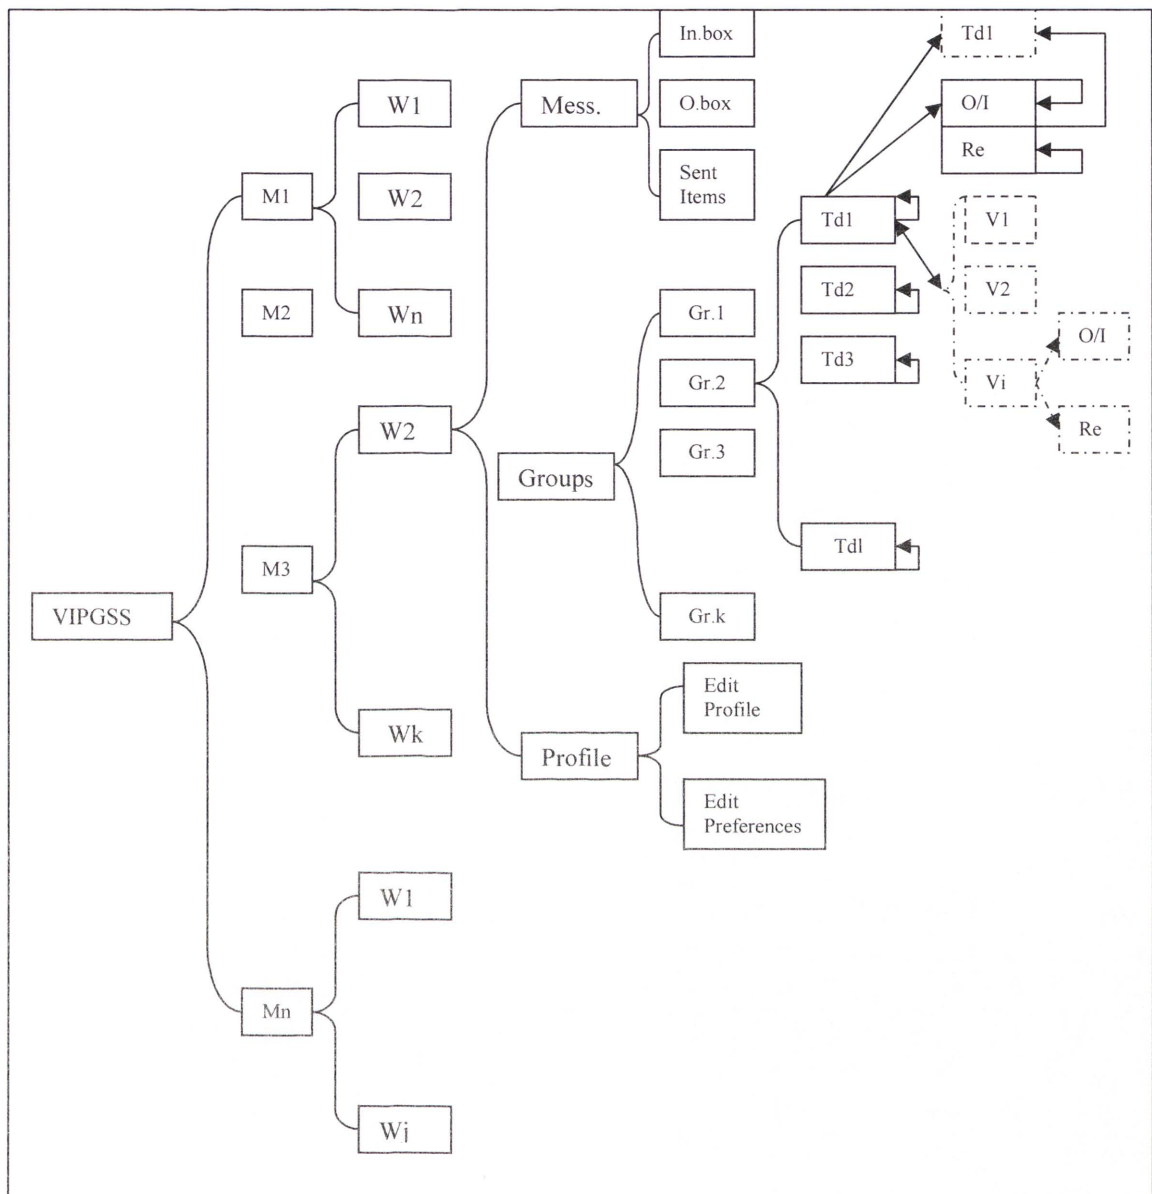 In.box
Td1
W1
Mess.
O.box
O/I
Re
M1
W2
Sent
Items
Td1
V1
M2
Wn
Gr.1
Td2
V2
O/I
Td3
Gr.2
Vi
W2
Gr.3
Re
Groups
M3
Tdl
VIPGSS
Gr.k
Edit
Profile
Wk
Profile
Edit
Preferences
W1
Mn
Wj